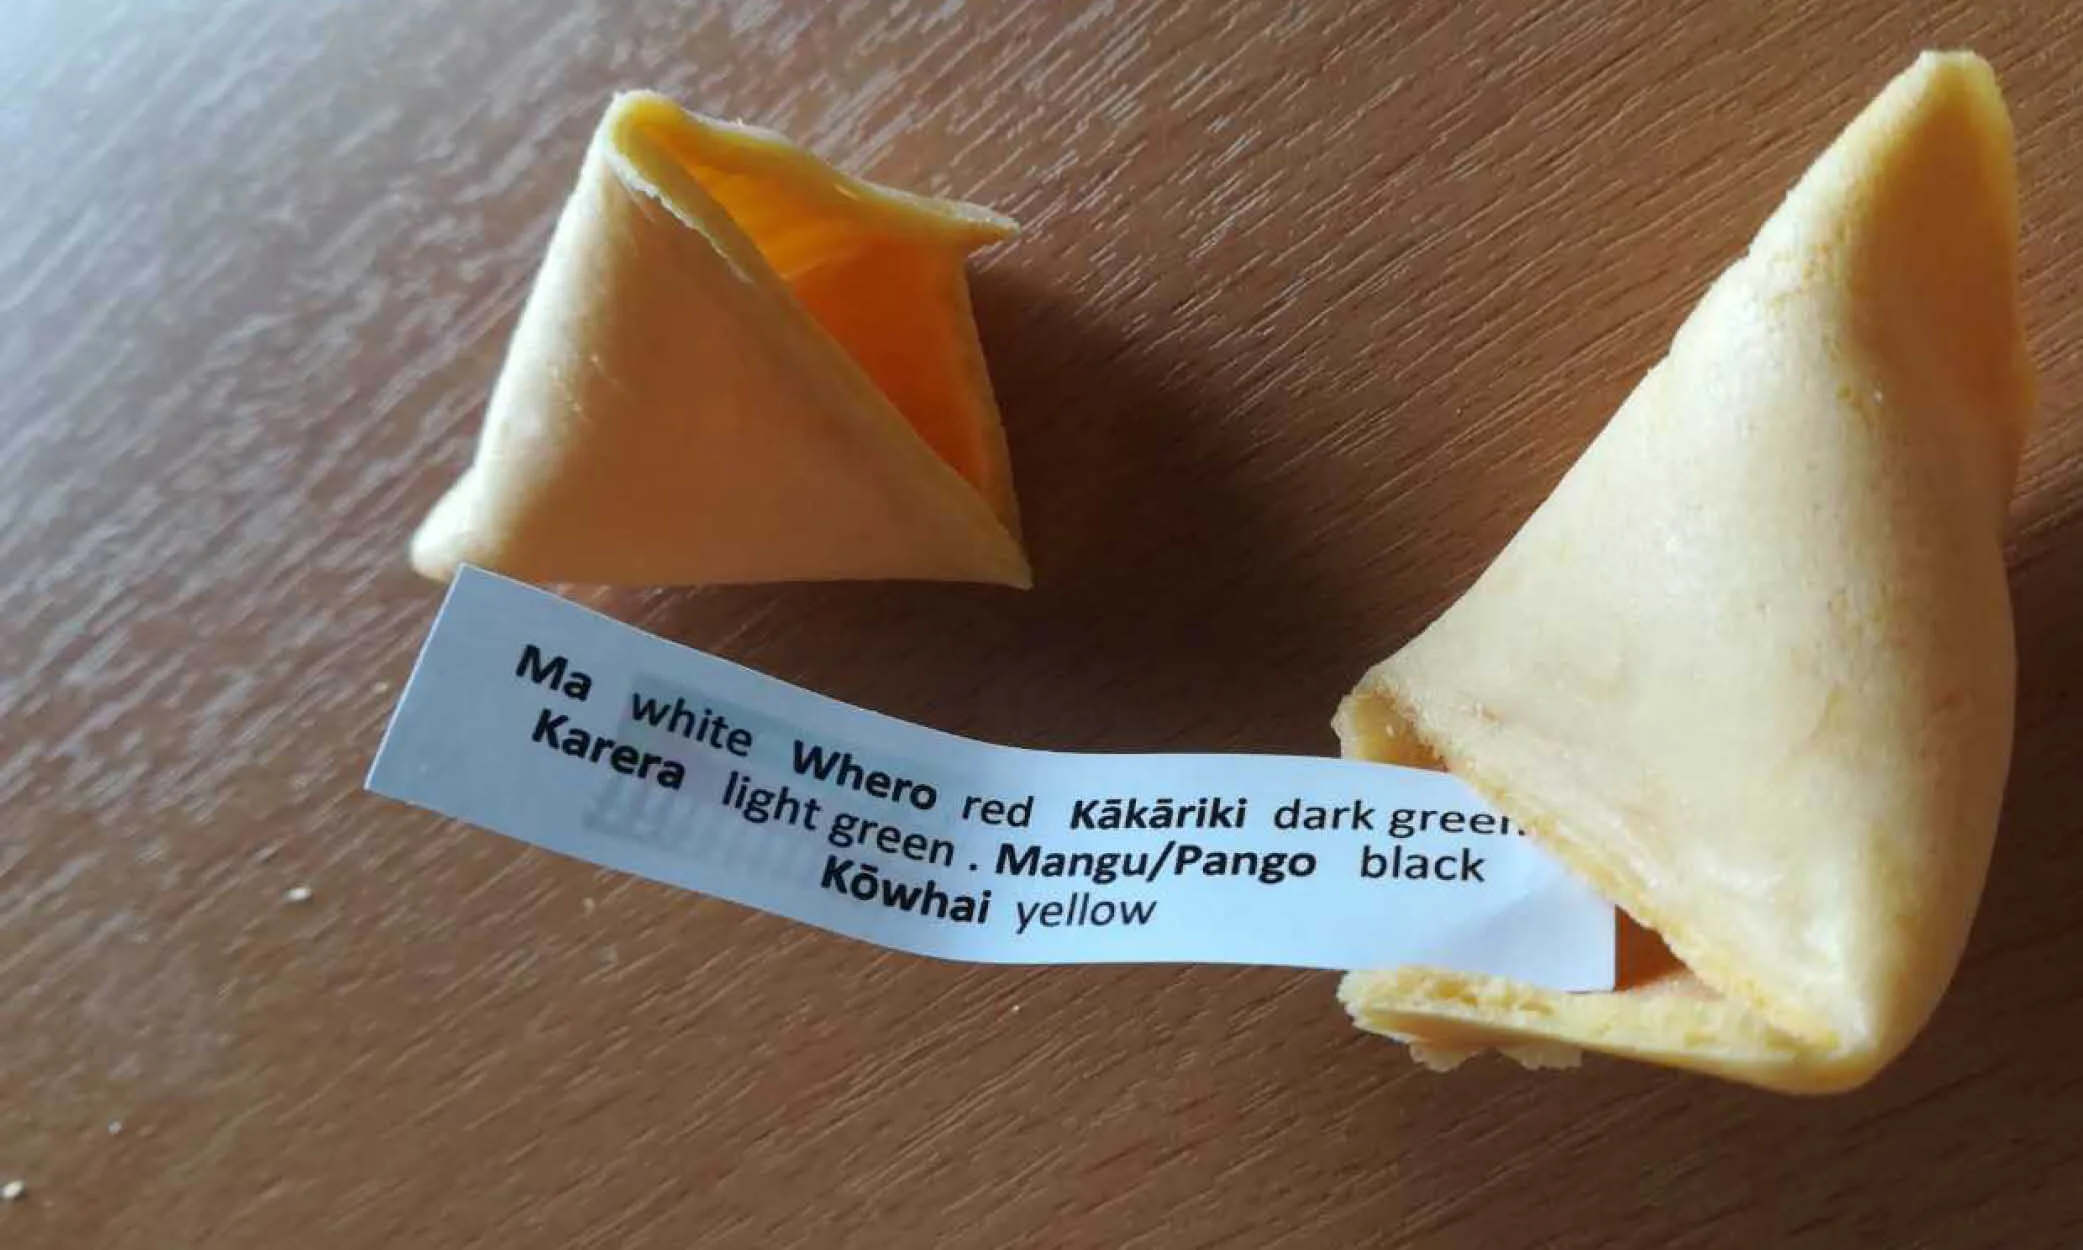 Ma white Whero red Kākāriki dark green
Karera light green . Mangu/Pango black
Kōwhai yellow